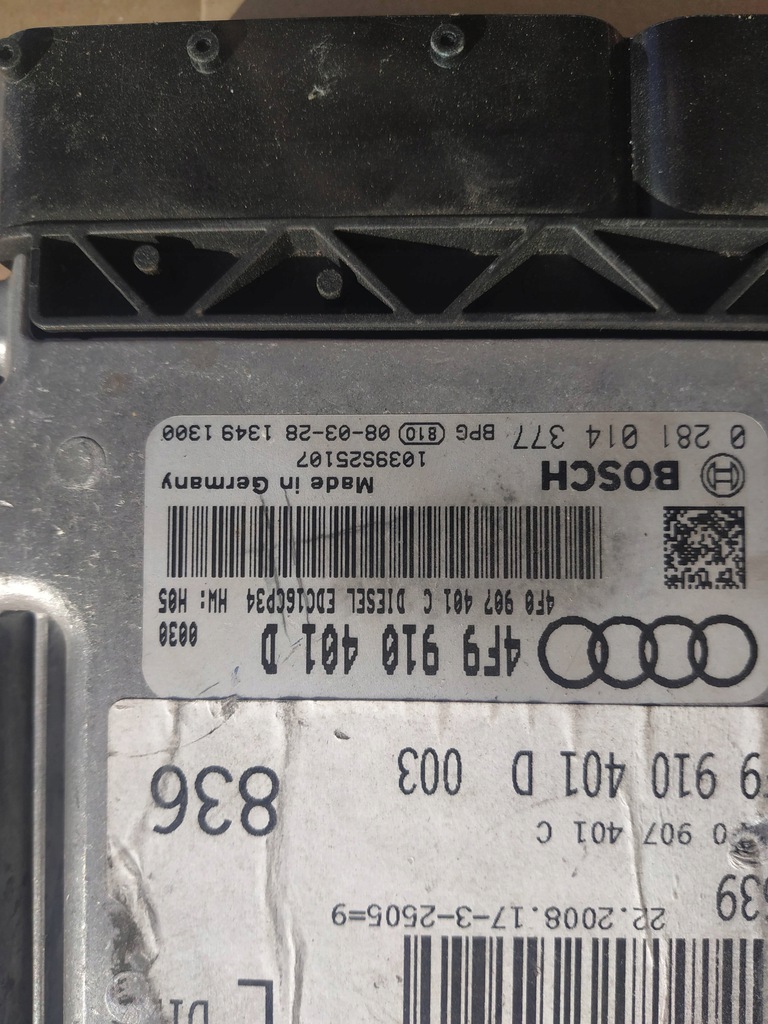 639 22.2008.17-3-2505=9
0 907 401 C
F9 910 401 D 003 836
4F9 910 401 D 0030
4F0 907 401 C DIESEL EDC16CP34 HW: H05
BOSCH Made in Germany
1039S25107
0 281 014 377 BPG 810 08-03-28 1349 1300